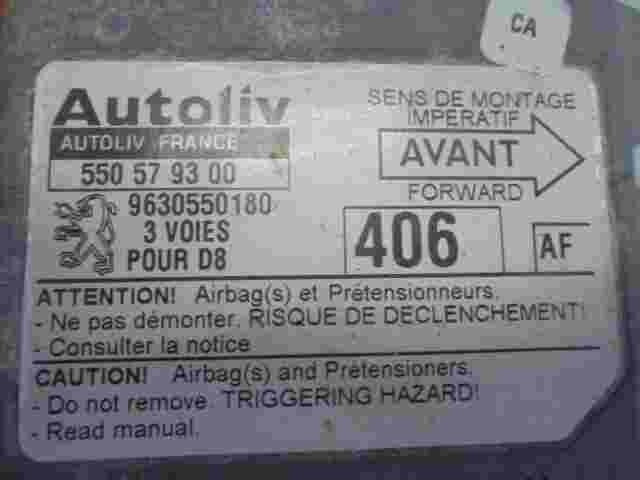 CA
Autoliv
AUTOLIV FRANCE
550 57 93 00
SENS DE MONTAGE
IMPERATIF
AVANT
FORWARD
9630550180
3 VOIES
POUR D8
406
AF
ATTENTION! Airbag(s) et Prétensionneurs.
- Ne pas démonter. RISQUE DE DECLENCHEMENT!
- Consulter la notice
CAUTION! Airbag(s) and Prétensioners.
- Do not remove. TRIGGERING HAZARD!
- Read manual.